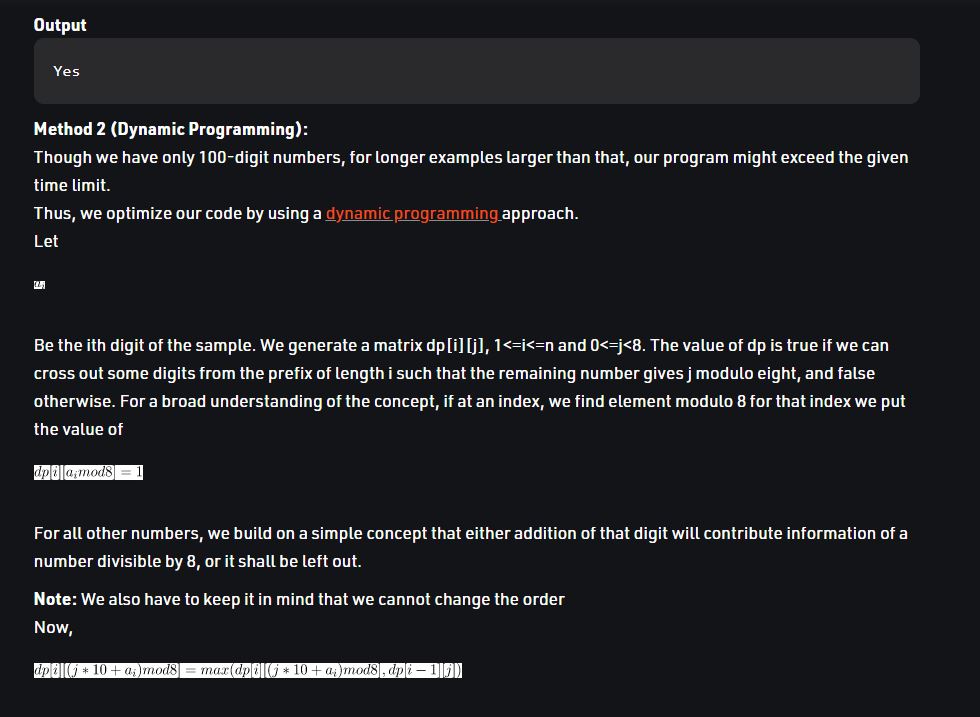 Output
Yes
Method 2 (Dynamic Programming):
Though we have only 100-digit numbers, for longer examples larger than that, our program might exceed the given
time limit.
Thus, we optimize our code by using a dynamic programming approach.
Let
a_i
Be the ith digit of the sample. We generate a matrix dp[i][j], 1<=i<=n and 0<=j<8. The value of dp is true if we can
cross out some digits from the prefix of length i such that the remaining number gives j modulo eight, and false
otherwise. For a broad understanding of the concept, if at an index, we find element modulo 8 for that index we put
the value of
dp[i][a_i mod8] = 1
For all other numbers, we build on a simple concept that either addition of that digit will contribute information of a
number divisible by 8, or it shall be left out.
Note: We also have to keep it in mind that we cannot change the order
Now,
dp[i][(j * 10 + a_i)mod8] = max(dp[i][(j * 10 + a_i)mod8], dp[i − 1][j])